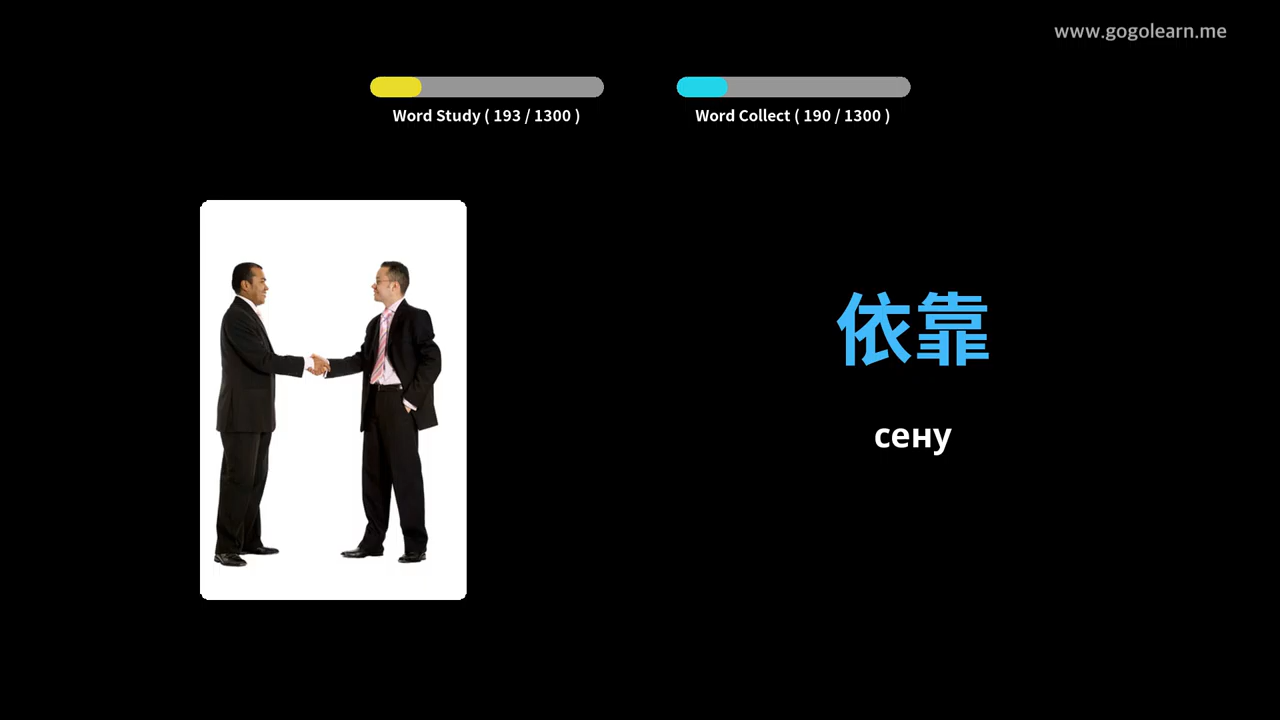 www.gogolearn.me
Word Study ( 193 / 1300 )
Word Collect ( 190 / 1300 )
依靠
сену